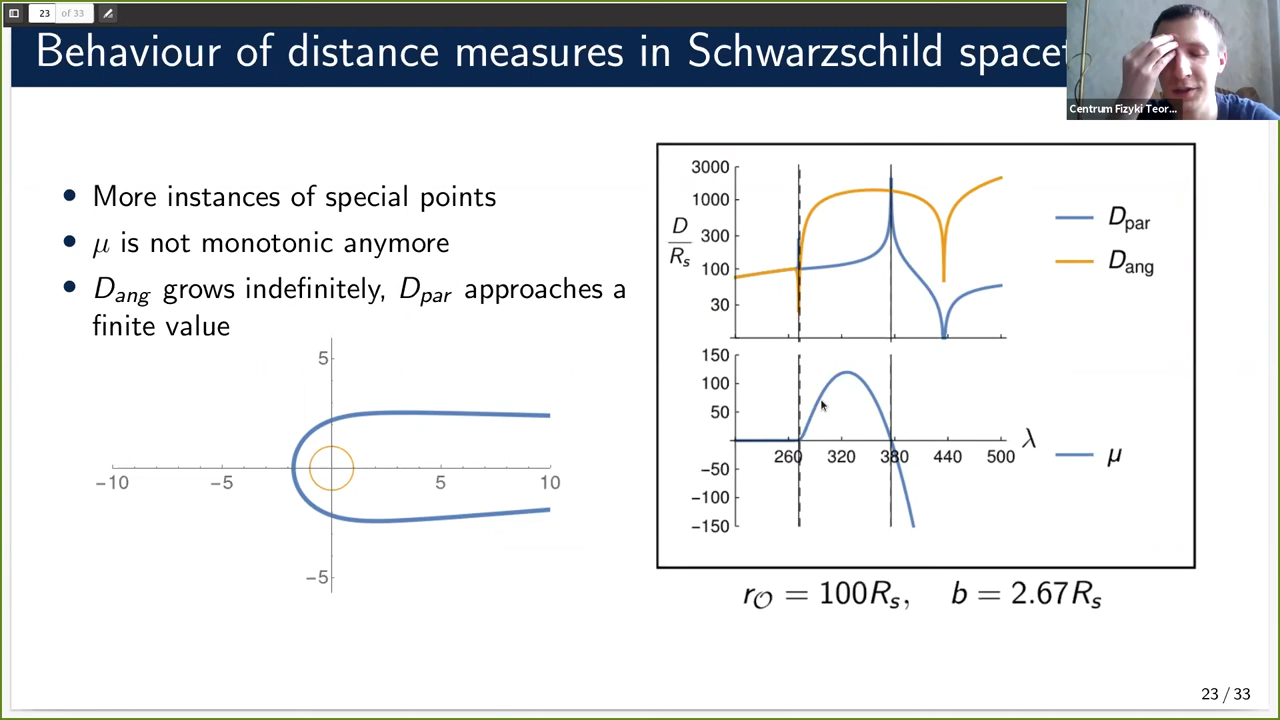 23 of 33
Behaviour of distance measures in Schwarzschild spacet
Centrum Fizyki Teor...
• More instances of special points
• μ is not monotonic anymore
• D_ang grows indefinitely, D_par approaches a
finite value
5
−10 −5 5 10
−5
3000
1000
300
100
30
D/R_s
D_par
D_ang
150
100
50
−50
−100
−150
260 320 380 440 500
λ
μ
r_𝒪 = 100R_s, b = 2.67R_s
23 / 33